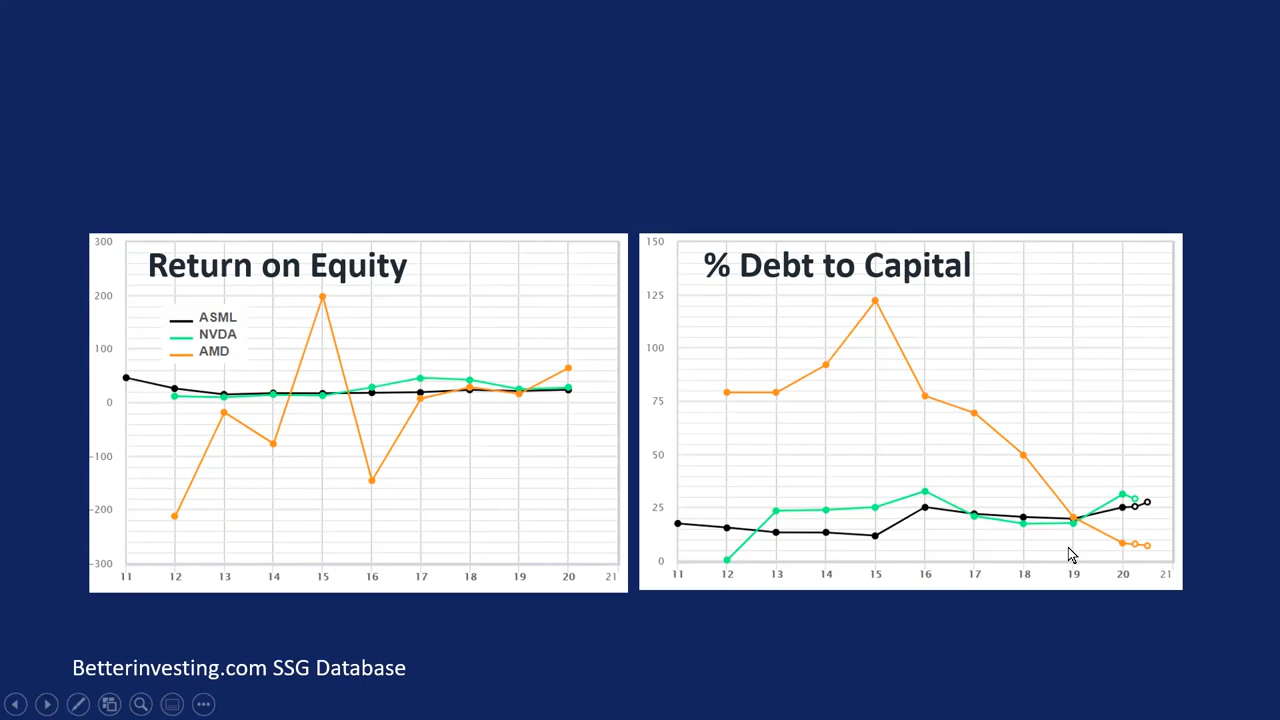 Return on Equity
300
200
100
0
-100
-200
-300
ASML
NVDA
AMD
11 12 13 14 15 16 17 18 19 20 21
% Debt to Capital
150
125
100
75
50
25
0
11 12 13 14 15 16 17 18 19 20 21
Betterinvesting.com SSG Database